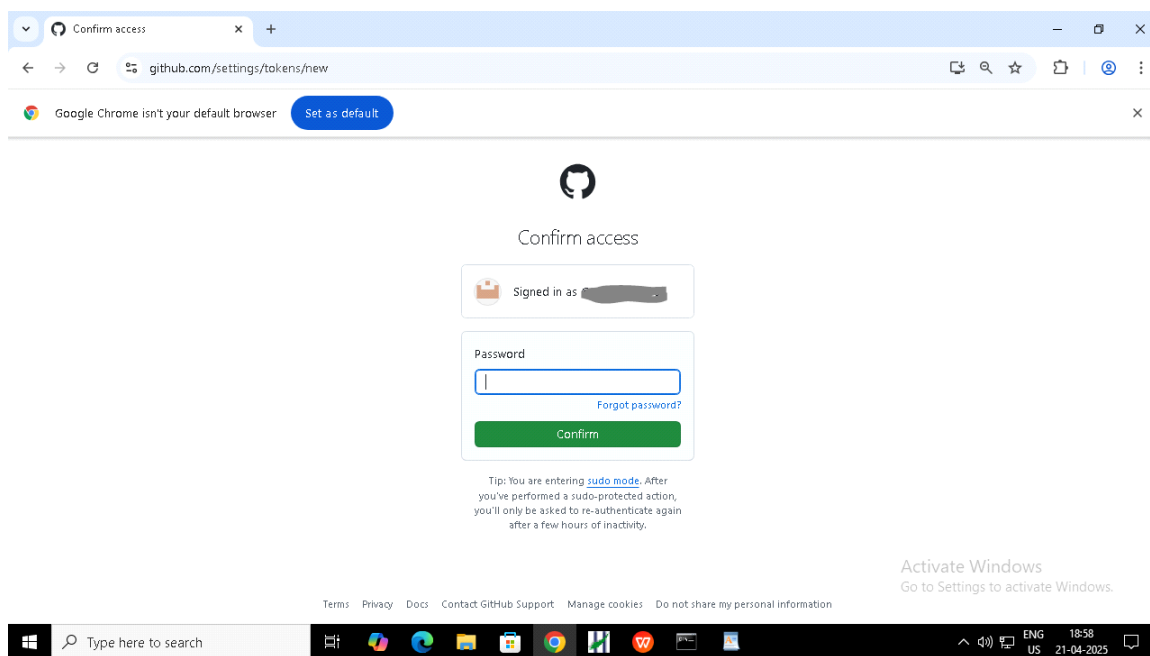 Confirm access
github.com/settings/tokens/new
Google Chrome isn't your default browser
Set as default
Confirm access
Signed in as
Password
Forgot password?
Confirm
Tip: You are entering sudo mode. After
you've performed a sudo-protected action,
you'll only be asked to re-authenticate again
after a few hours of inactivity.
Activate Windows
Go to Settings to activate Windows.
Terms Privacy Docs Contact GitHub Support Manage cookies Do not share my personal information
Type here to search
ENG
US
18:58
21-04-2025